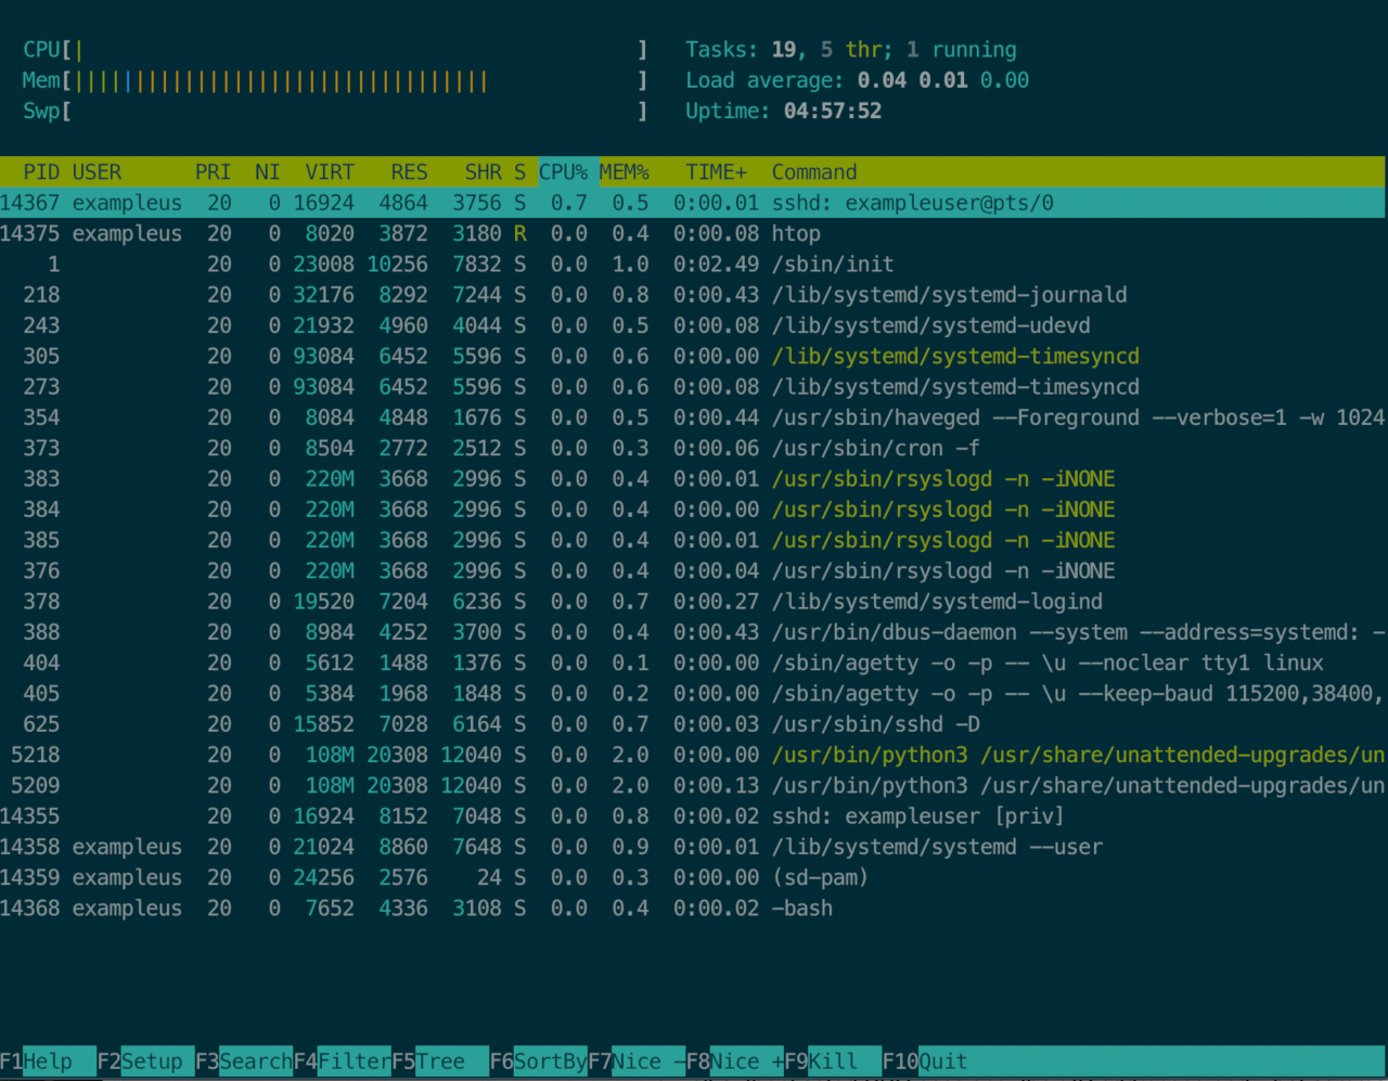 CPU[|                                              ]   Tasks: 19, 5 thr; 1 running
Mem[||||||||||||||||||||||||||||||||||             ]   Load average: 0.04 0.01 0.00
Swp[                                               ]   Uptime: 04:57:52
PID USER PRI NI VIRT RES SHR S CPU% MEM% TIME+ Command
14367 exampleus 20 0 16924 4864 3756 S 0.7 0.5 0:00.01 sshd: exampleuser@pts/0
14375 exampleus 20 0 8020 3872 3180 R 0.0 0.4 0:00.08 htop
1 20 0 23008 10256 7832 S 0.0 1.0 0:02.49 /sbin/init
218 20 0 32176 8292 7244 S 0.0 0.8 0:00.43 /lib/systemd/systemd-journald
243 20 0 21932 4960 4044 S 0.0 0.5 0:00.08 /lib/systemd/systemd-udevd
305 20 0 93084 6452 5596 S 0.0 0.6 0:00.00 /lib/systemd/systemd-timesyncd
273 20 0 93084 6452 5596 S 0.0 0.6 0:00.08 /lib/systemd/systemd-timesyncd
354 20 0 8084 4848 1676 S 0.0 0.5 0:00.44 /usr/sbin/haveged --Foreground --verbose=1 -w 1024
373 20 0 8504 2772 2512 S 0.0 0.3 0:00.06 /usr/sbin/cron -f
383 20 0 220M 3668 2996 S 0.0 0.4 0:00.01 /usr/sbin/rsyslogd -n -iNONE
384 20 0 220M 3668 2996 S 0.0 0.4 0:00.00 /usr/sbin/rsyslogd -n -iNONE
385 20 0 220M 3668 2996 S 0.0 0.4 0:00.01 /usr/sbin/rsyslogd -n -iNONE
376 20 0 220M 3668 2996 S 0.0 0.4 0:00.04 /usr/sbin/rsyslogd -n -iNONE
378 20 0 19520 7204 6236 S 0.0 0.7 0:00.27 /lib/systemd/systemd-logind
388 20 0 8984 4252 3700 S 0.0 0.4 0:00.43 /usr/bin/dbus-daemon --system --address=systemd: -
404 20 0 5612 1488 1376 S 0.0 0.1 0:00.00 /sbin/agetty -o -p -- \u --noclear tty1 linux
405 20 0 5384 1968 1848 S 0.0 0.2 0:00.00 /sbin/agetty -o -p -- \u --keep-baud 115200,38400,
625 20 0 15852 7028 6164 S 0.0 0.7 0:00.03 /usr/sbin/sshd -D
5218 20 0 108M 20308 12040 S 0.0 2.0 0:00.00 /usr/bin/python3 /usr/share/unattended-upgrades/un
5209 20 0 108M 20308 12040 S 0.0 2.0 0:00.13 /usr/bin/python3 /usr/share/unattended-upgrades/un
14355 20 0 16924 8152 7048 S 0.0 0.8 0:00.02 sshd: exampleuser [priv]
14358 exampleus 20 0 21024 8860 7648 S 0.0 0.9 0:00.01 /lib/systemd/systemd --user
14359 exampleus 20 0 24256 2576 24 S 0.0 0.3 0:00.00 (sd-pam)
14368 exampleus 20 0 7652 4336 3108 S 0.0 0.4 0:00.02 -bash
F1Help F2Setup F3SearchF4FilterF5Tree F6SortByF7Nice -F8Nice +F9Kill F10Quit